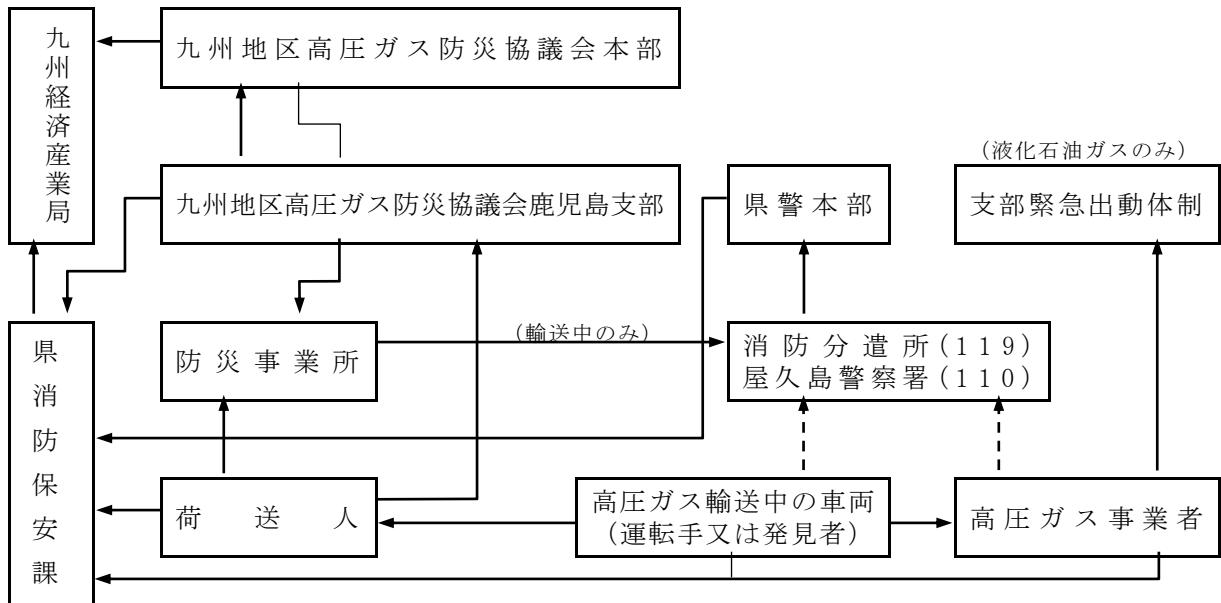 九州経済産業局
九州地区高圧ガス防災協議会本部
(液化石油ガスのみ)
九州地区高圧ガス防災協議会鹿児島支部
県警本部
支部緊急出動体制
県消防保安課
防災事業所
(輸送中のみ)
消防分遣所(119)
屋久島警察署(110)
荷送人
高圧ガス輸送中の車両
(運転手又は発見者)
高圧ガス事業者